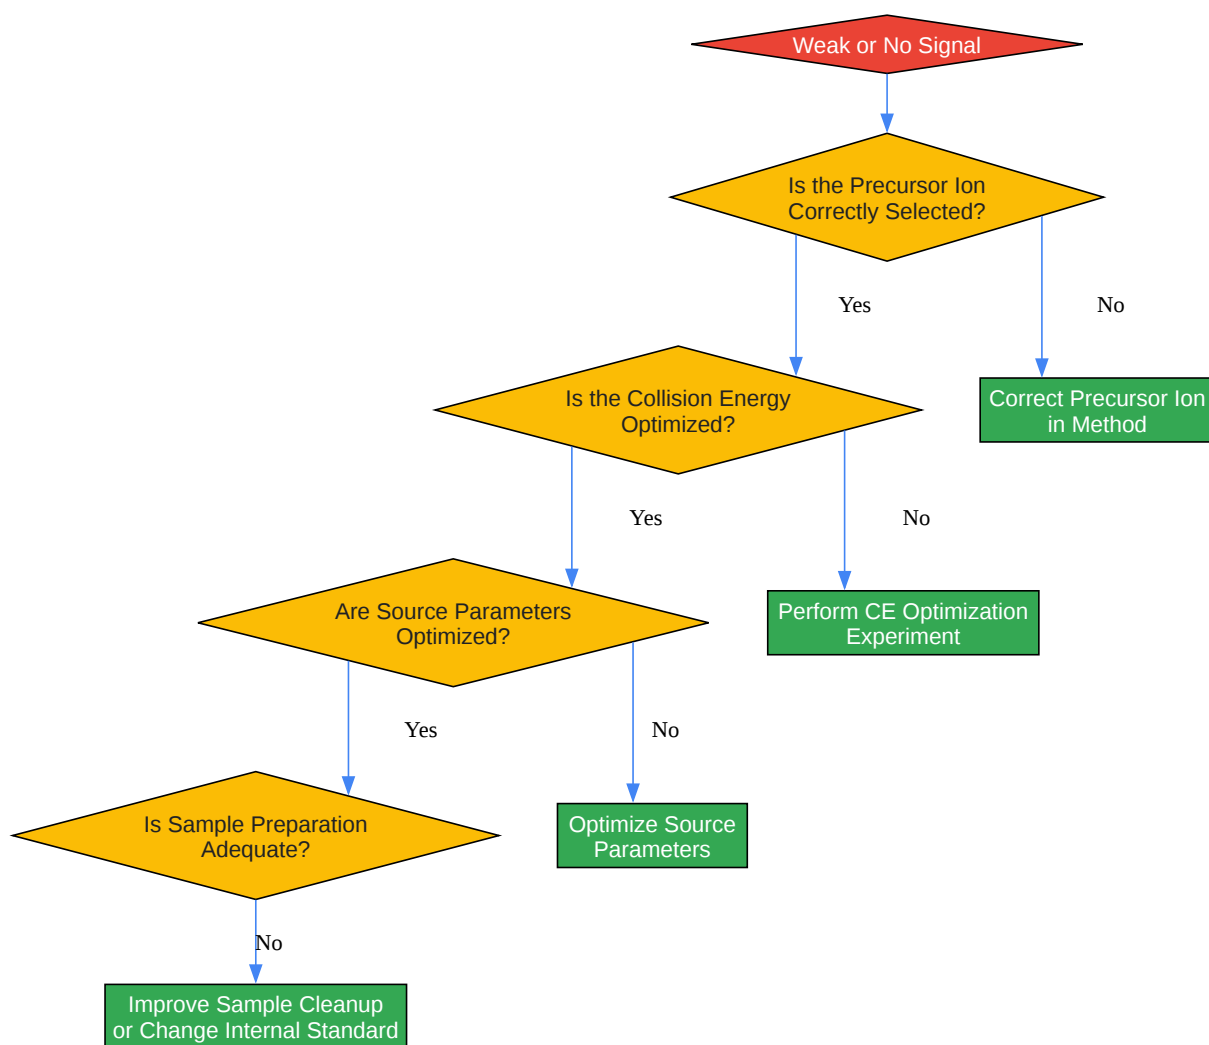 Weak or No Signal
Is the Precursor Ion
Correctly Selected?
Yes
No
Is the Collision Energy
Optimized?
Correct Precursor Ion
in Method
Yes
No
Are Source Parameters
Optimized?
Perform CE Optimization
Experiment
Yes
No
Is Sample Preparation
Adequate?
Optimize Source
Parameters
No
Improve Sample Cleanup
or Change Internal Standard